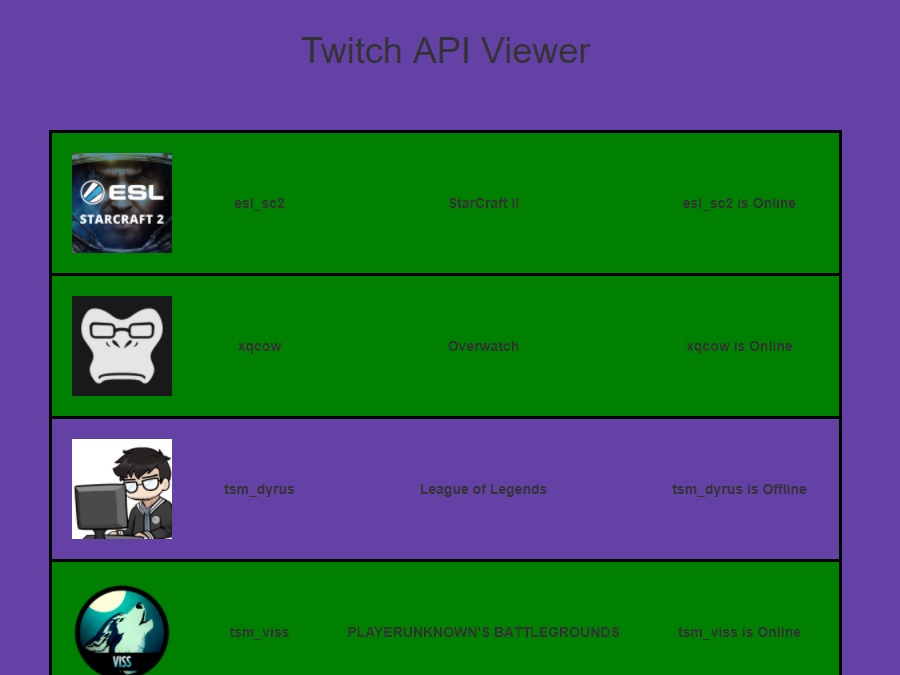 Twitch API Viewer
ESL
STARCRAFT 2
esl_sc2 StarCraft II esl_sc2 is Online
xqcow Overwatch xqcow is Online
tsm_dyrus League of Legends tsm_dyrus is Offline
tsm_viss PLAYERUNKNOWN'S BATTLEGROUNDS tsm_viss is Online
VISS